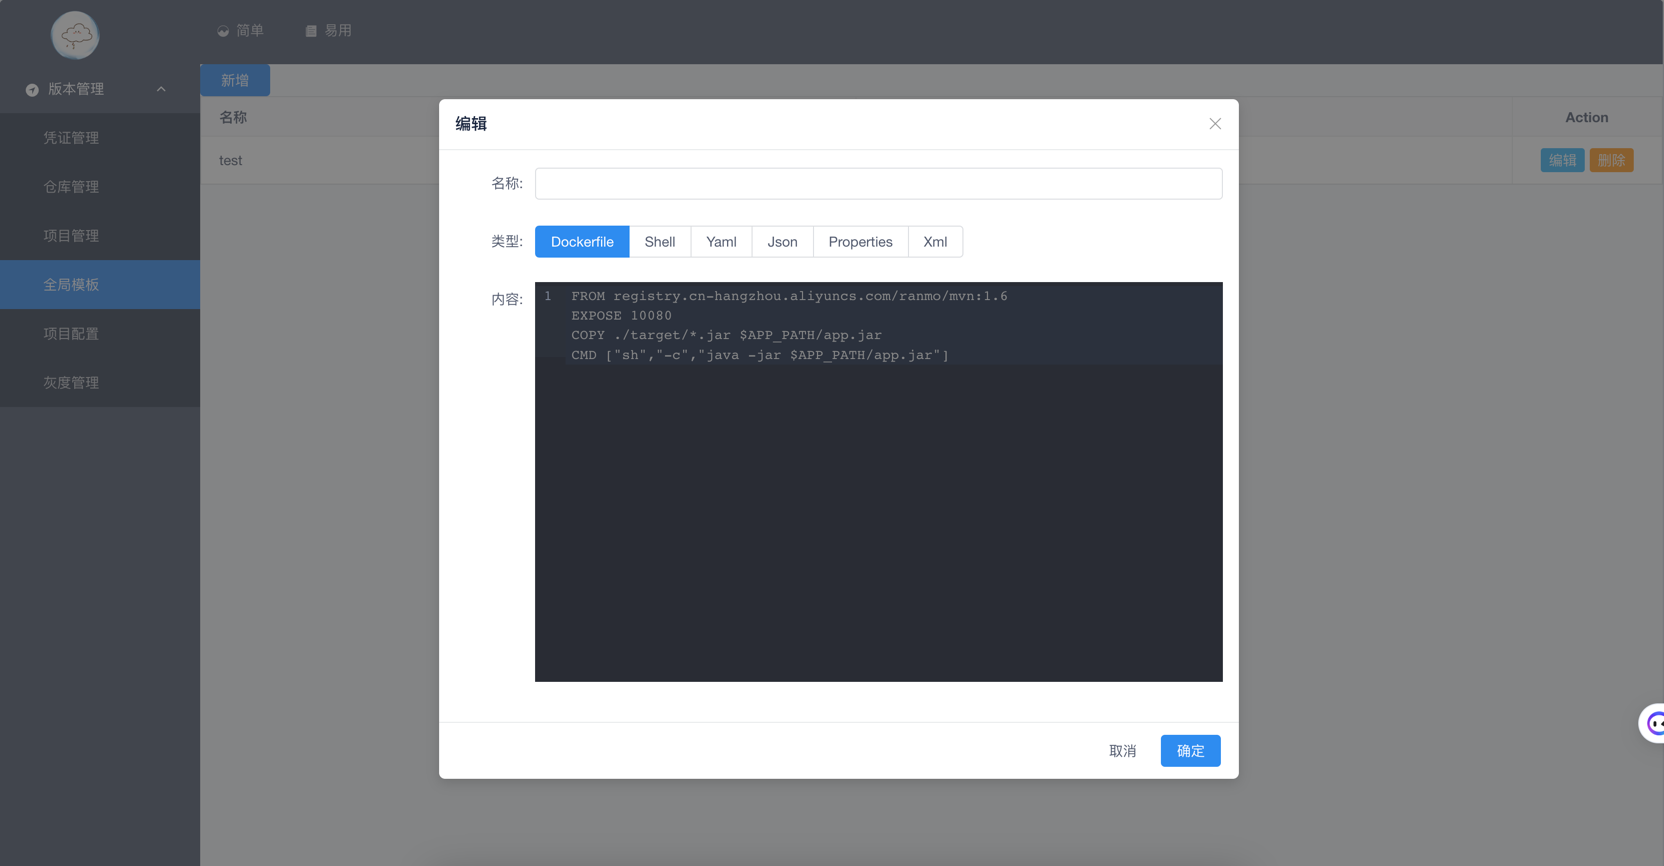 简单
易用
版本管理
凭证管理
仓库管理
项目管理
全局模板
项目配置
灰度管理
新增
名称
Action
test
编辑
删除
编辑
名称:
类型:
Dockerfile
Shell
Yaml
Json
Properties
Xml
内容:
1
FROM registry.cn-hangzhou.aliyuncs.com/ranmo/mvn:1.6
EXPOSE 10080
COPY ./target/*.jar $APP_PATH/app.jar
CMD ["sh","-c","java -jar $APP_PATH/app.jar"]
取消
确定